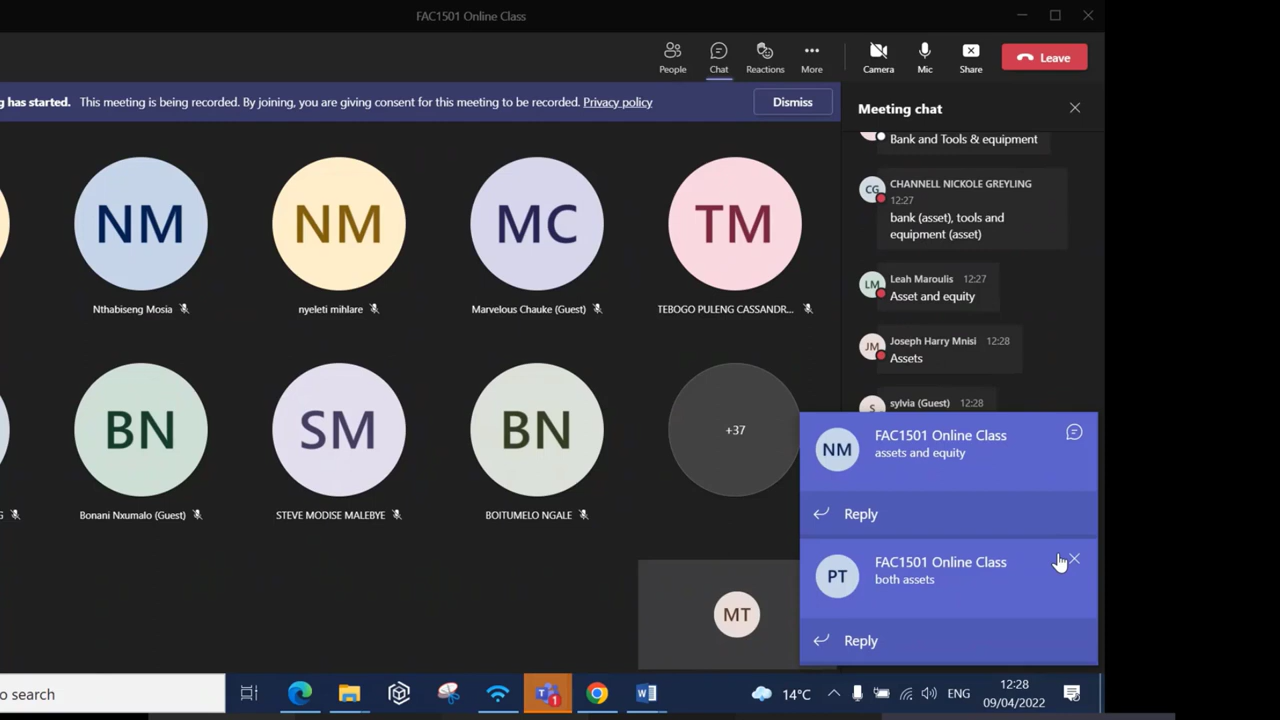 FAC1501 Online Class
People
Chat
Reactions
More
Camera
Mic
Share
Leave
g has started. This meeting is being recorded. By joining, you are giving consent for this meeting to be recorded. Privacy policy
Dismiss
Meeting chat
Bank and Tools & equipment
CG
CHANNELL NICKOLE GREYLING
12:27
bank (asset), tools and
equipment (asset)
LM
Leah Maroulis 12:27
Asset and equity
JM
Joseph Harry Mnisi 12:28
Assets
S
sylvia (Guest) 12:28
NM
Nthabiseng Mosia
NM
nyeleti mihlare
MC
Marvelous Chauke (Guest)
TM
TEBOGO PULENG CASSANDR...
G
BN
Bonani Nxumalo (Guest)
SM
STEVE MODISE MALEBYE
BN
BOITUMELO NGALE
+37
MT
NM
FAC1501 Online Class
assets and equity
Reply
PT
FAC1501 Online Class
both assets
Reply
o search
1
14°C
ENG
12:28
09/04/2022